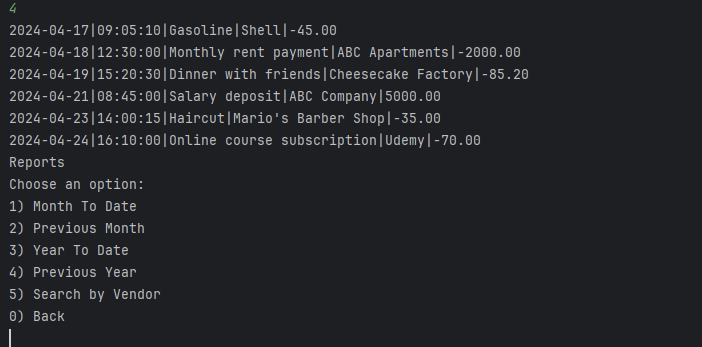 4
2024-04-17|09:05:10|Gasoline|Shell|-45.00
2024-04-18|12:30:00|Monthly rent payment|ABC Apartments|-2000.00
2024-04-19|15:20:30|Dinner with friends|Cheesecake Factory|-85.20
2024-04-21|08:45:00|Salary deposit|ABC Company|5000.00
2024-04-23|14:00:15|Haircut|Mario's Barber Shop|-35.00
2024-04-24|16:10:00|Online course subscription|Udemy|-70.00
Reports
Choose an option:
1) Month To Date
2) Previous Month
3) Year To Date
4) Previous Year
5) Search by Vendor
0) Back